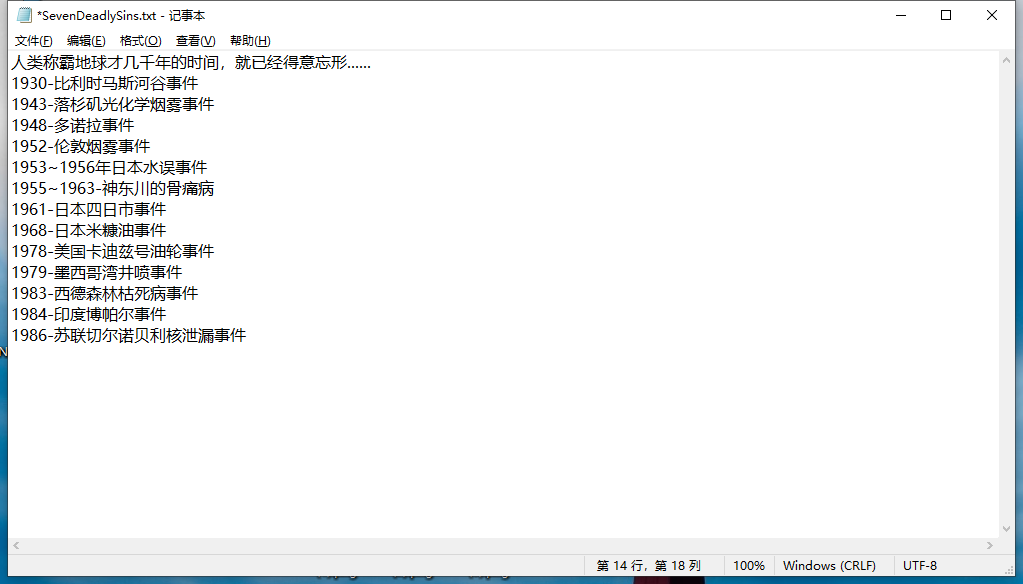 *SevenDeadlySins.txt - 记事本
文件(F) 编辑(E) 格式(O) 查看(V) 帮助(H)
人类称霸地球才几千年的时间，就已经得意忘形......
1930-比利时马斯河谷事件
1943-落杉矶光化学烟雾事件
1948-多诺拉事件
1952-伦敦烟雾事件
1953~1956年日本水误事件
1955~1963-神东川的骨痛病
1961-日本四日市事件
1968-日本米糠油事件
1978-美国卡迪兹号油轮事件
1979-墨西哥湾井喷事件
1983-西德森林枯死病事件
1984-印度博帕尔事件
1986-苏联切尔诺贝利核泄漏事件
第 14 行，第 18 列 100% Windows (CRLF) UTF-8